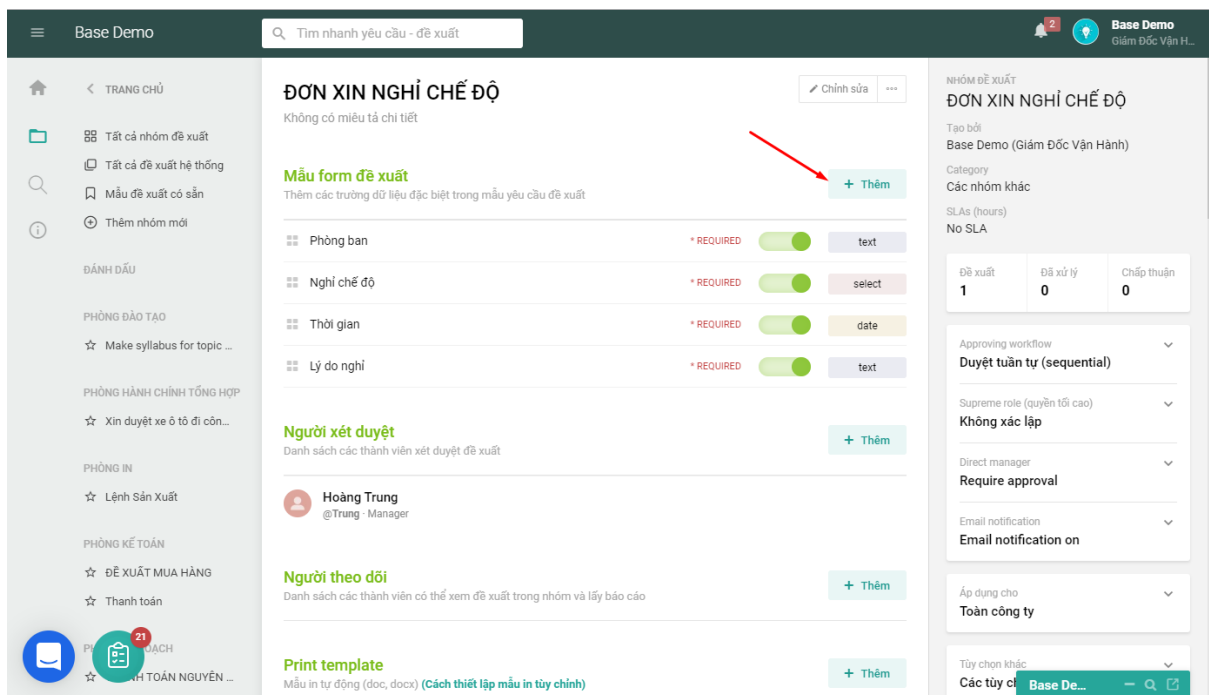 Base Demo
Tìm nhanh yêu cầu - đề xuất
2
Base Demo
Giám Đốc Vận H...
TRANG CHỦ
Tất cả nhóm đề xuất
Tất cả đề xuất hệ thống
Mẫu đề xuất có sẵn
Thêm nhóm mới
ĐÁNH DẤU
PHÒNG ĐÀO TẠO
Make syllabus for topic ...
PHÒNG HÀNH CHÍNH TỔNG HỢP
Xin duyệt xe ô tô đi côn...
PHÒNG IN
Lệnh Sản Xuất
PHÒNG KẾ TOÁN
ĐỀ XUẤT MUA HÀNG
Thanh toán
21
OẠCH
H TOÁN NGUYÊN ...
ĐƠN XIN NGHỈ CHẾ ĐỘ
Không có miêu tả chi tiết
Chỉnh sửa
Mẫu form đề xuất
Thêm các trường dữ liệu đặc biệt trong mẫu yêu cầu đề xuất
+ Thêm
Phòng ban * REQUIRED text
Nghỉ chế độ * REQUIRED select
Thời gian * REQUIRED date
Lý do nghỉ * REQUIRED text
Người xét duyệt
Danh sách các thành viên xét duyệt đề xuất
+ Thêm
Hoàng Trung
@Trung · Manager
Người theo dõi
Danh sách các thành viên có thể xem đề xuất trong nhóm và lấy báo cáo
+ Thêm
Print template
Mẫu in tự động (doc, docx) (Cách thiết lập mẫu in tùy chỉnh)
+ Thêm
NHÓM ĐỀ XUẤT
ĐƠN XIN NGHỈ CHẾ ĐỘ
Tạo bởi
Base Demo (Giám Đốc Vận Hành)
Category
Các nhóm khác
SLAs (hours)
No SLA
Đề xuất Đã xử lý Chấp thuận
1 0 0
Approving workflow
Duyệt tuần tự (sequential)
Supreme role (quyền tối cao)
Không xác lập
Direct manager
Require approval
Email notification
Email notification on
Áp dụng cho
Toàn công ty
Tùy chọn khác
Các tùy ch
Base De...